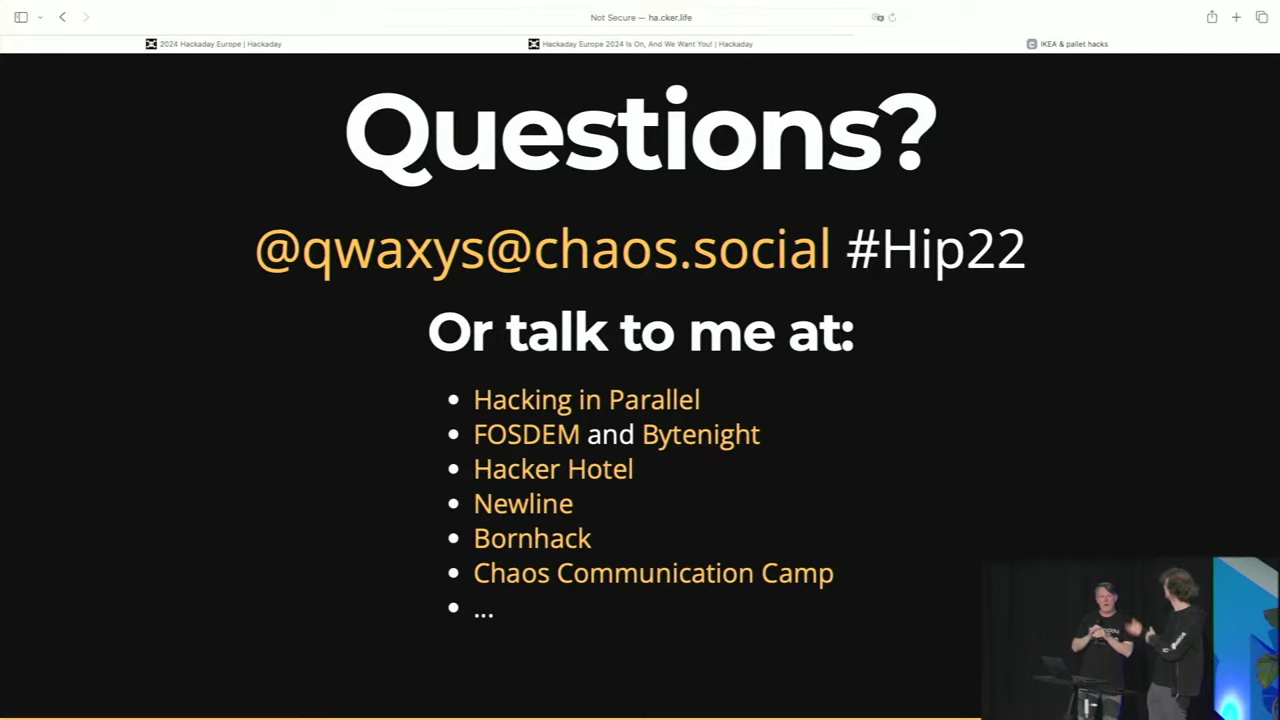 Not Secure — ha.cker.life
2024 Hackaday Europe | Hackaday
Hackaday Europe 2024 Is On, And We Want You! | Hackaday
C IKEA & pallet hacks
Questions?
@qwaxys@chaos.social #Hip22
Or talk to me at:
• Hacking in Parallel
• FOSDEM and Bytenight
• Hacker Hotel
• Newline
• Bornhack
• Chaos Communication Camp
• ...